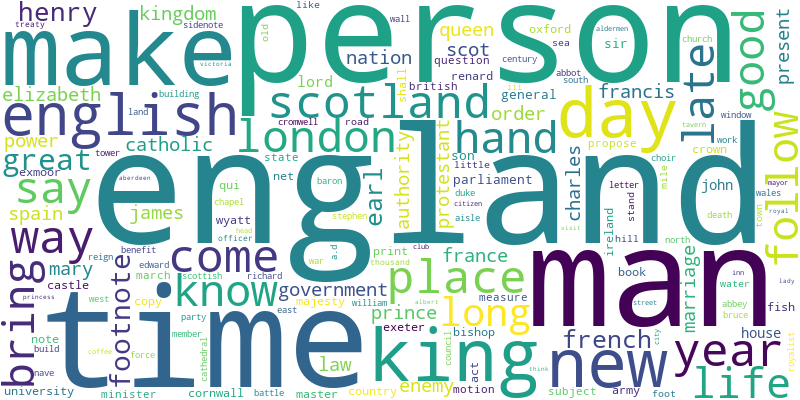 treaty
like
wall
old
aldermen
church
sidenote
kingdom
henry
make
person
queen
oxford
sea
sir
present
nation
scot
question
century
renard
abbot
late
good
victoria
building
lord
shall
british
iii
south
elizabeth
scotland
general
francis
english
land
cromwell
road
order
day
power
catholic
london
hand
window
tavern
work
great
tower
state
son
little
propose
crown
follow
say
aberdeen
exmoor
qui
net
baron
earl
authority
protestant
parliament
charles
choir
mile
john
mayor
spain
james
chapel
wyatt
stephen
duke
citizen
aisle
letter
stand
death
wales
royal
england
way
officer
head
a.d
ireland
hill
north
town
visit
mary
reign
benefit
come
war
club
print
france
book
marriage
bring
castle
edward
march
scottish
richard
government
thousand
place
man
water
inn
lady
princess
west
copy
know
majesty
william
albert
prince
long
measure
abbey
bruce
fish
footnote
time
king
note
build
party
member
east
exeter
bishop
french
street
city
house
royalist
year
nave
coffee
force
cathedral
law
council
act
think
new
university
minister
cornwall
battle
master
country
enemy
motion
subject
army
foot
life